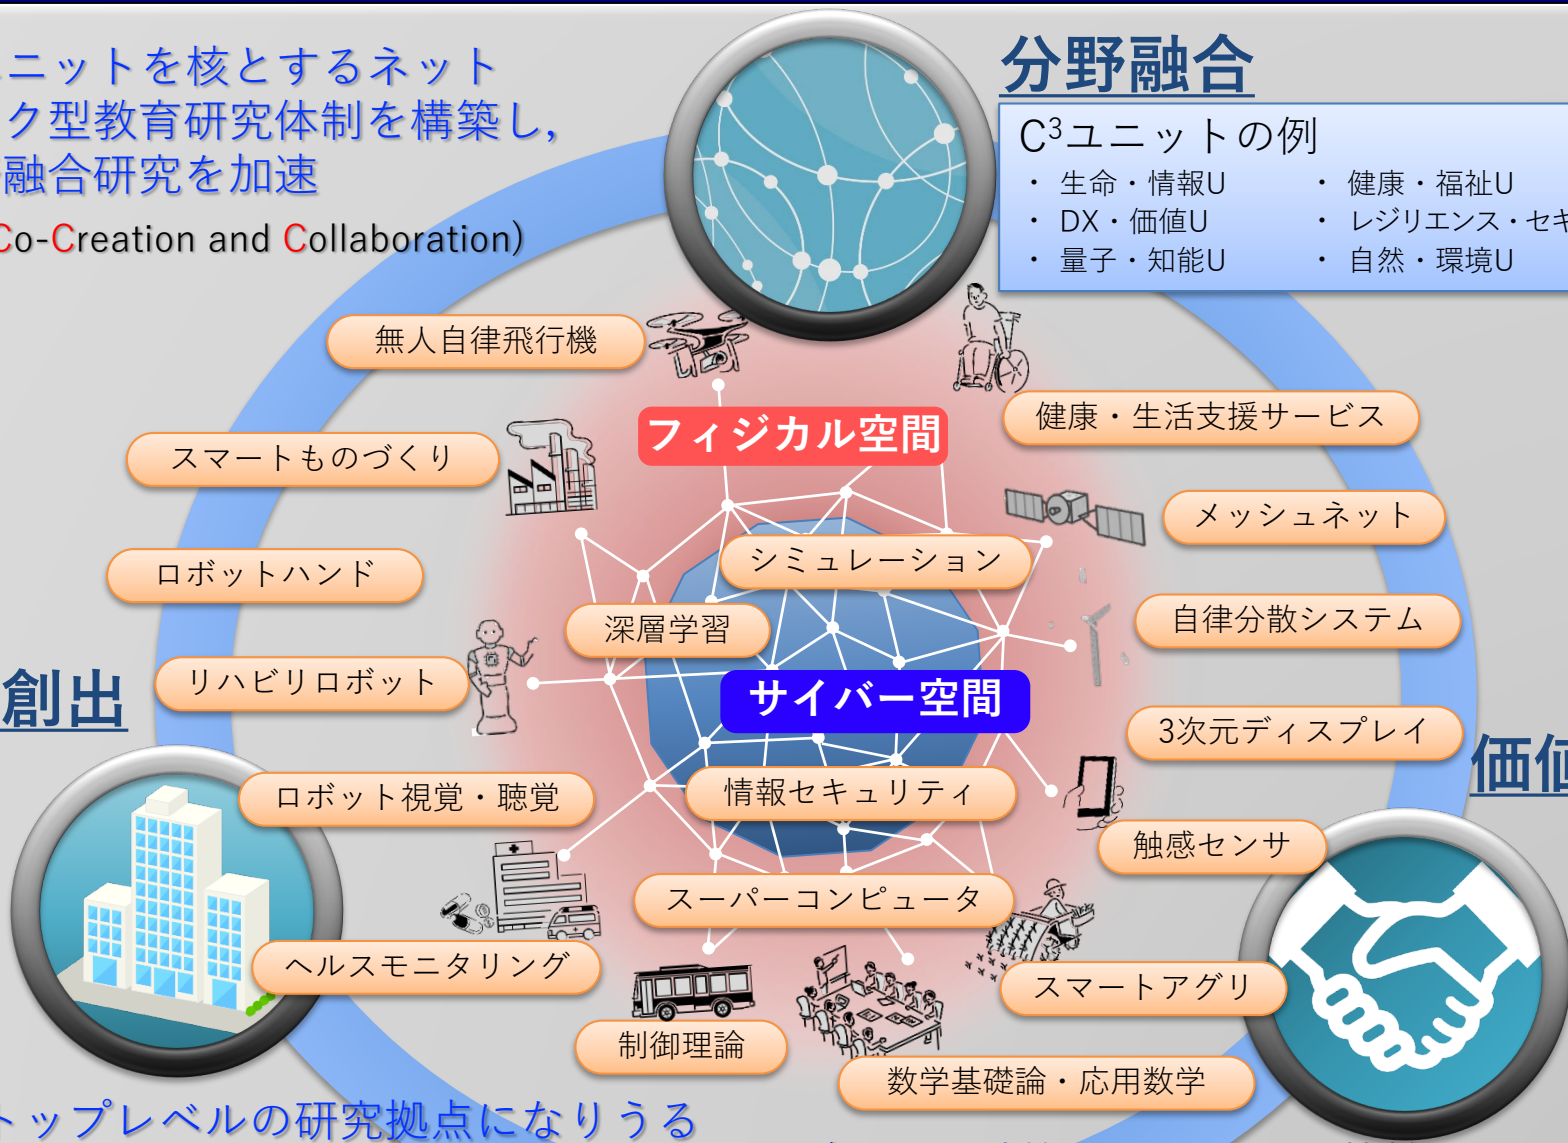 ニットを核とするネット
ク型教育研究体制を構築し,
融合研究を加速
Co-Creation and Collaboration)
分野融合
C³ユニットの例
・ 生命・情報U
・ 健康・福祉U
・ DX・価値U
・ レジリエンス・セキ
・ 量子・知能U
・ 自然・環境U
無人自律飛行機
フィジカル空間
健康・生活支援サービス
スマートものづくり
メッシュネット
シミュレーション
ロボットハンド
深層学習
自律分散システム
リハビリロボット
サイバー空間
創出
3次元ディスプレイ
価値
ロボット視覚・聴覚
情報セキュリティ
触感センサ
スーパーコンピュータ
ヘルスモニタリング
スマートアグリ
制御理論
数学基礎論・応用数学
トップレベルの研究拠点になりうる